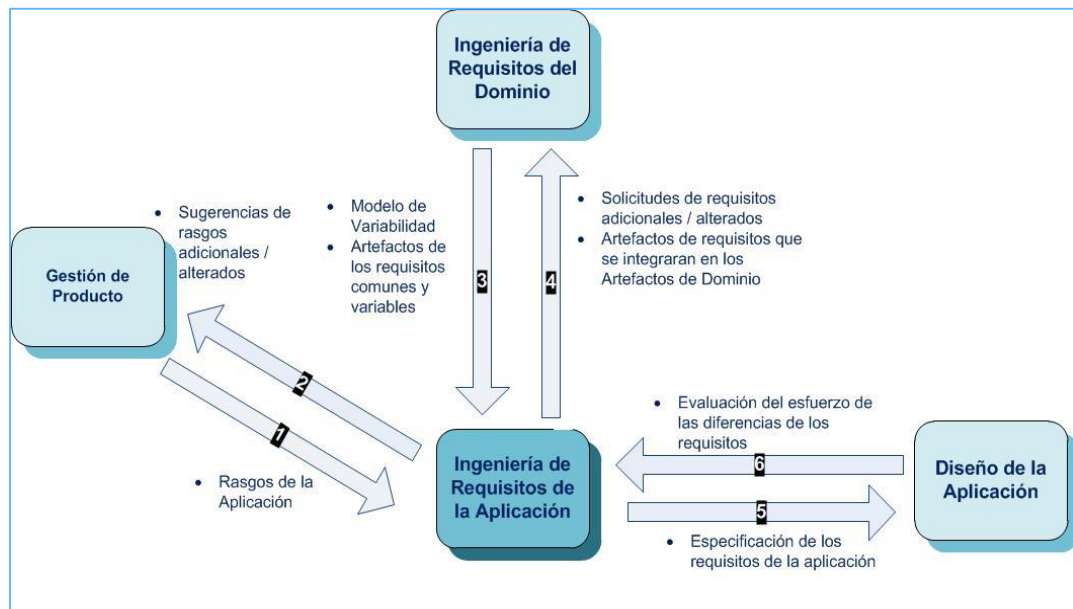 Ingeniería de
Requisitos del
Dominio
• Sugerencias de
rasgos
adicionales /
alterados
• Modelo de
Variabilidad
• Artefactos de
los requisitos
comunes y
variables
3
4
• Solicitudes de requisitos
adicionales / alterados
• Artefactos de requisitos que
se integraran en los
Artefactos de Dominio
Gestión de
Producto
2
1
• Rasgos de la
Aplicación
Ingeniería de
Requisitos de
la Aplicación
• Evaluación del esfuerzo de
las diferencias de los
requisitos
6
5
• Especificación de los
requisitos de la aplicación
Diseño de la
Aplicación